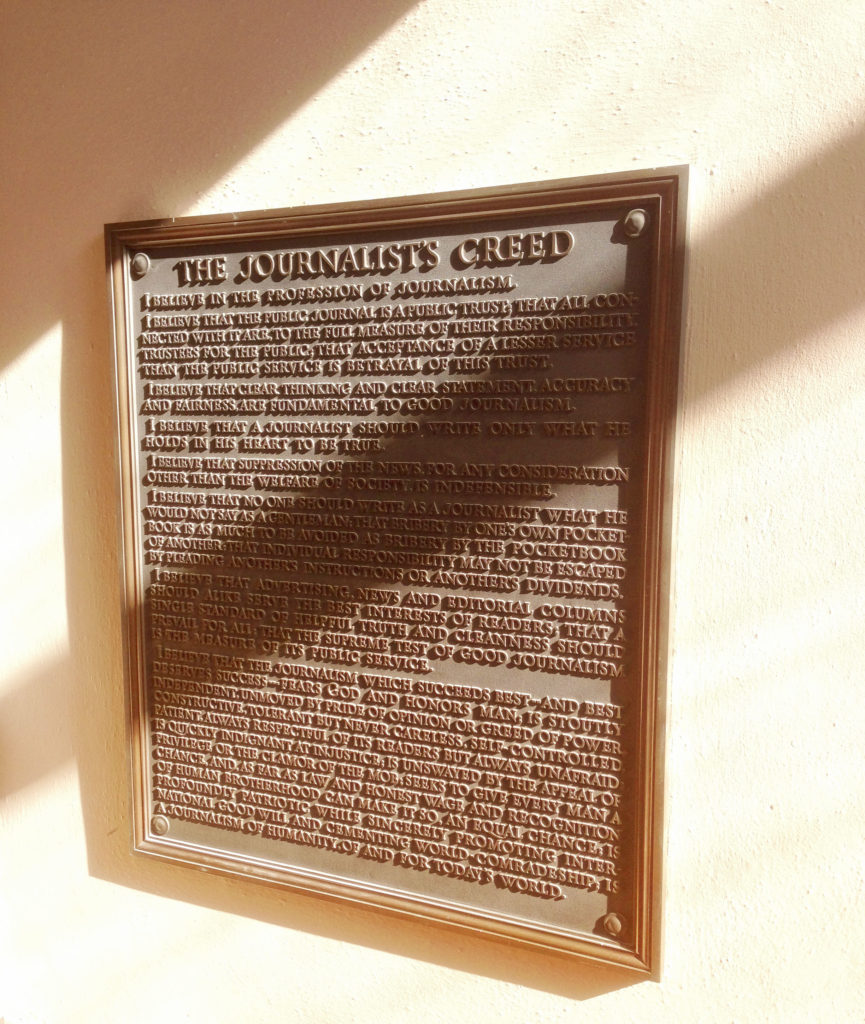 THE JOURNALIST'S CREED
I BELIEVE IN THE PROFESSION OF JOURNALISM.
I BELIEVE THAT THE PUBLIC JOURNAL IS A PUBLIC TRUST; THAT ALL CON-
NECTED WITH IT ARE, TO THE FULL MEASURE OF THEIR RESPONSIBILITY,
TRUSTEES FOR THE PUBLIC; THAT ACCEPTANCE OF A LESSER SERVICE
THAN THE PUBLIC SERVICE IS BETRAYAL OF THIS TRUST.
I BELIEVE THAT CLEAR THINKING AND CLEAR STATEMENT, ACCURACY
AND FAIRNESS, ARE FUNDAMENTAL TO GOOD JOURNALISM.
I BELIEVE THAT A JOURNALIST SHOULD WRITE ONLY WHAT HE
HOLDS IN HIS HEART TO BE TRUE.
I BELIEVE THAT SUPPRESSION OF THE NEWS, FOR ANY CONSIDERATION
OTHER THAN THE WELFARE OF SOCIETY, IS INDEFENSIBLE.
I BELIEVE THAT NO ONE SHOULD WRITE AS A JOURNALIST WHAT HE
WOULD NOT SAY AS A GENTLEMAN; THAT BRIBERY BY ONE'S OWN POCKET
BOOK IS AS MUCH TO BE AVOIDED AS BRIBERY BY THE POCKETBOOK
OF ANOTHER; THAT INDIVIDUAL RESPONSIBILITY MAY NOT BE ESCAPED
BY PLEADING ANOTHER'S INSTRUCTIONS OR ANOTHER'S DIVIDENDS.
I BELIEVE THAT ADVERTISING, NEWS AND EDITORIAL COLUMNS
SHOULD ALIKE SERVE THE BEST INTERESTS OF READERS; THAT A
SINGLE STANDARD OF HELPFUL TRUTH AND CLEANNESS SHOULD
PREVAIL FOR ALL; THAT THE SUPREME TEST OF GOOD JOURNALISM
IS THE MEASURE OF ITS PUBLIC SERVICE.
I BELIEVE THAT THE JOURNALISM WHICH SUCCEEDS BEST—AND BEST
DESERVES SUCCESS—FEARS GOD AND HONORS MAN; IS STOUTLY
INDEPENDENT, UNMOVED BY PRIDE OF OPINION OR GREED OF POWER,
CONSTRUCTIVE, TOLERANT BUT NEVER CARELESS, SELF-CONTROLLED,
PATIENT, ALWAYS RESPECTFUL OF ITS READERS BUT ALWAYS UNAFRAID,
IS QUICKLY INDIGNANT AT INJUSTICE; IS UNSWAYED BY THE APPEAL OF
PRIVILEGE OR THE CLAMOR OF THE MOB; SEEKS TO GIVE EVERY MAN A
CHANCE, AND, AS FAR AS LAW AND HONEST WAGE AND RECOGNITION
OF HUMAN BROTHERHOOD CAN MAKE IT SO, AN EQUAL CHANCE; IS
PROFOUNDLY PATRIOTIC WHILE SINCERELY PROMOTING INTER-
NATIONAL GOOD WILL AND CEMENTING WORLD-COMRADESHIP; IS
A JOURNALISM OF HUMANITY, OF AND FOR TODAY'S WORLD.